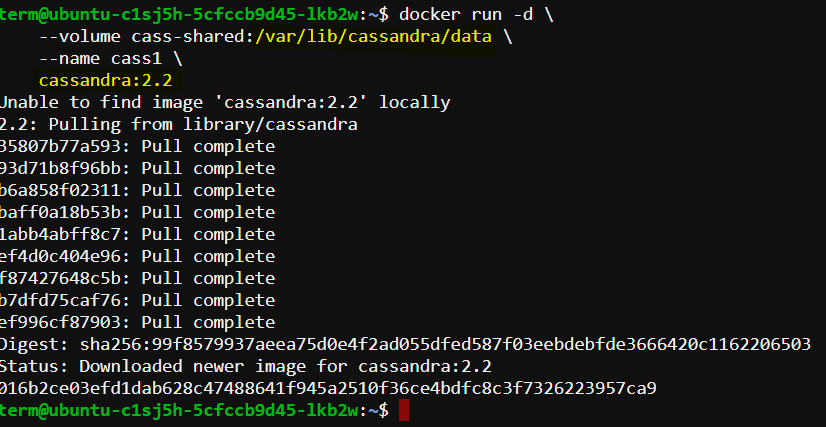 term@ubuntu-c1sj5h-5cfccb9d45-lkb2w:~$ docker run -d \
    --volume cass-shared:/var/lib/cassandra/data \
    --name cass1 \
    cassandra:2.2
Unable to find image 'cassandra:2.2' locally
2.2: Pulling from library/cassandra
35807b77a593: Pull complete
93d71b8f96bb: Pull complete
b6a858f02311: Pull complete
baff0a18b53b: Pull complete
1abb4abff8c7: Pull complete
ef4d0c404e96: Pull complete
f87427648c5b: Pull complete
b7dfd75caf76: Pull complete
ef996cf87903: Pull complete
Digest: sha256:99f8579937aeea75d0e4f2ad055dfed587f03eebdebfde3666420c1162206503
Status: Downloaded newer image for cassandra:2.2
016b2ce03efd1dab628c47488641f945a2510f36ce4bdfc8c3f7326223957ca9
term@ubuntu-c1sj5h-5cfccb9d45-lkb2w:~$